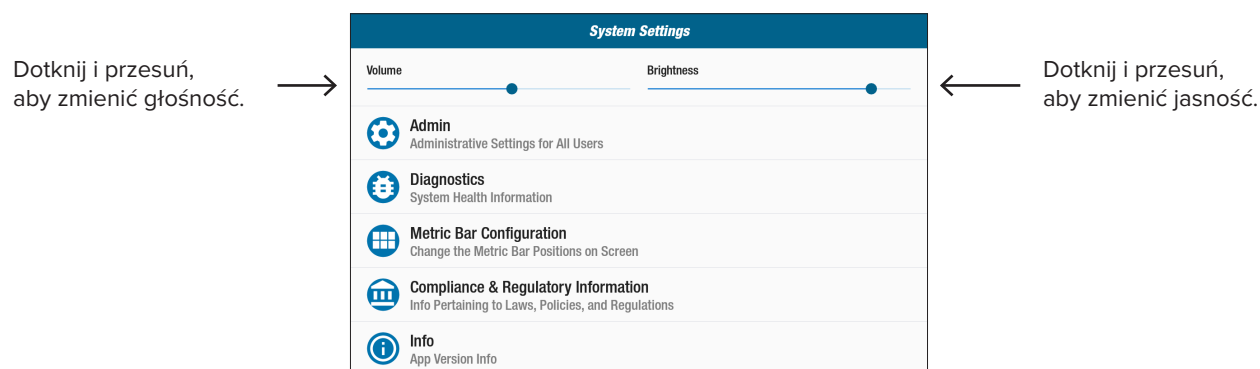 System Settings
Dotknij i przesuń,
aby zmienić głośność.
Volume
Brightness
Dotknij i przesuń,
aby zmienić jasność.
Admin
Administrative Settings for All Users
Diagnostics
System Health Information
Metric Bar Configuration
Change the Metric Bar Positions on Screen
Compliance & Regulatory Information
Info Pertaining to Laws, Policies, and Regulations
Info
App Version Info